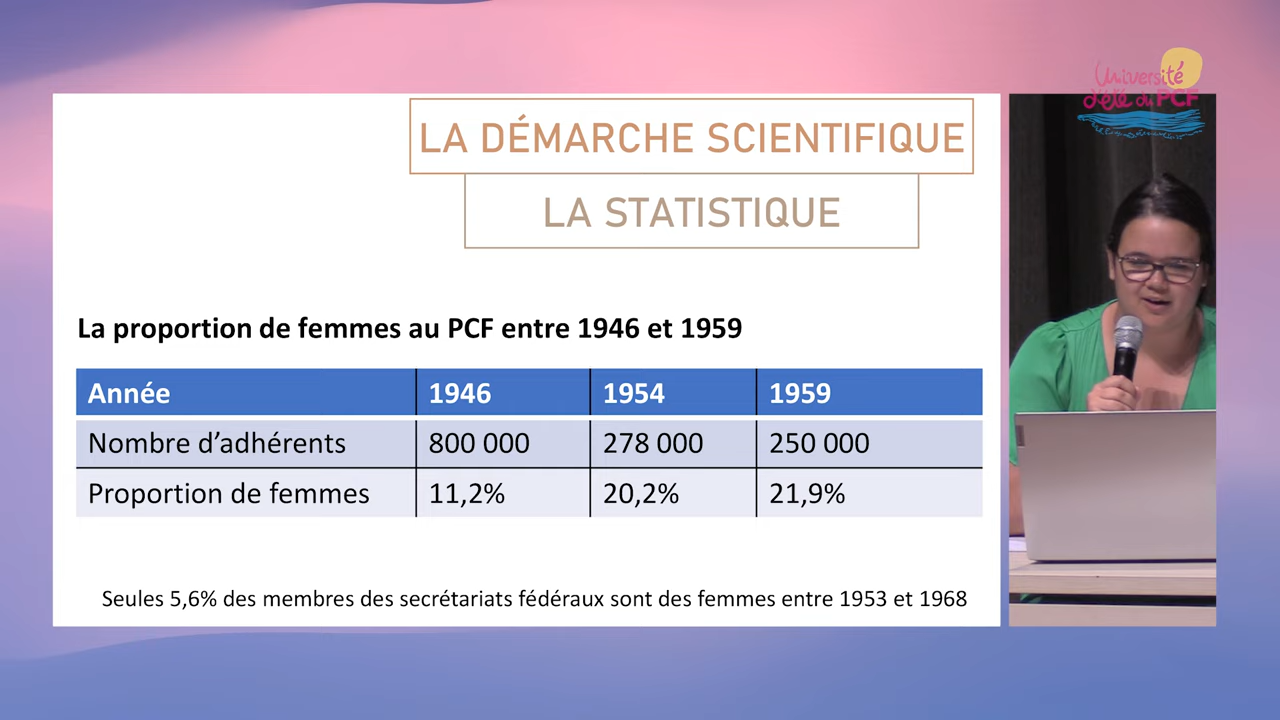 Université
d'été du PCF
LA DÉMARCHE SCIENTIFIQUE
LA STATISTIQUE
La proportion de femmes au PCF entre 1946 et 1959
Année 1946 1954 1959
Nombre d'adhérents 800 000 278 000 250 000
Proportion de femmes 11,2% 20,2% 21,9%
Seules 5,6% des membres des secrétariats fédéraux sont des femmes entre 1953 et 1968